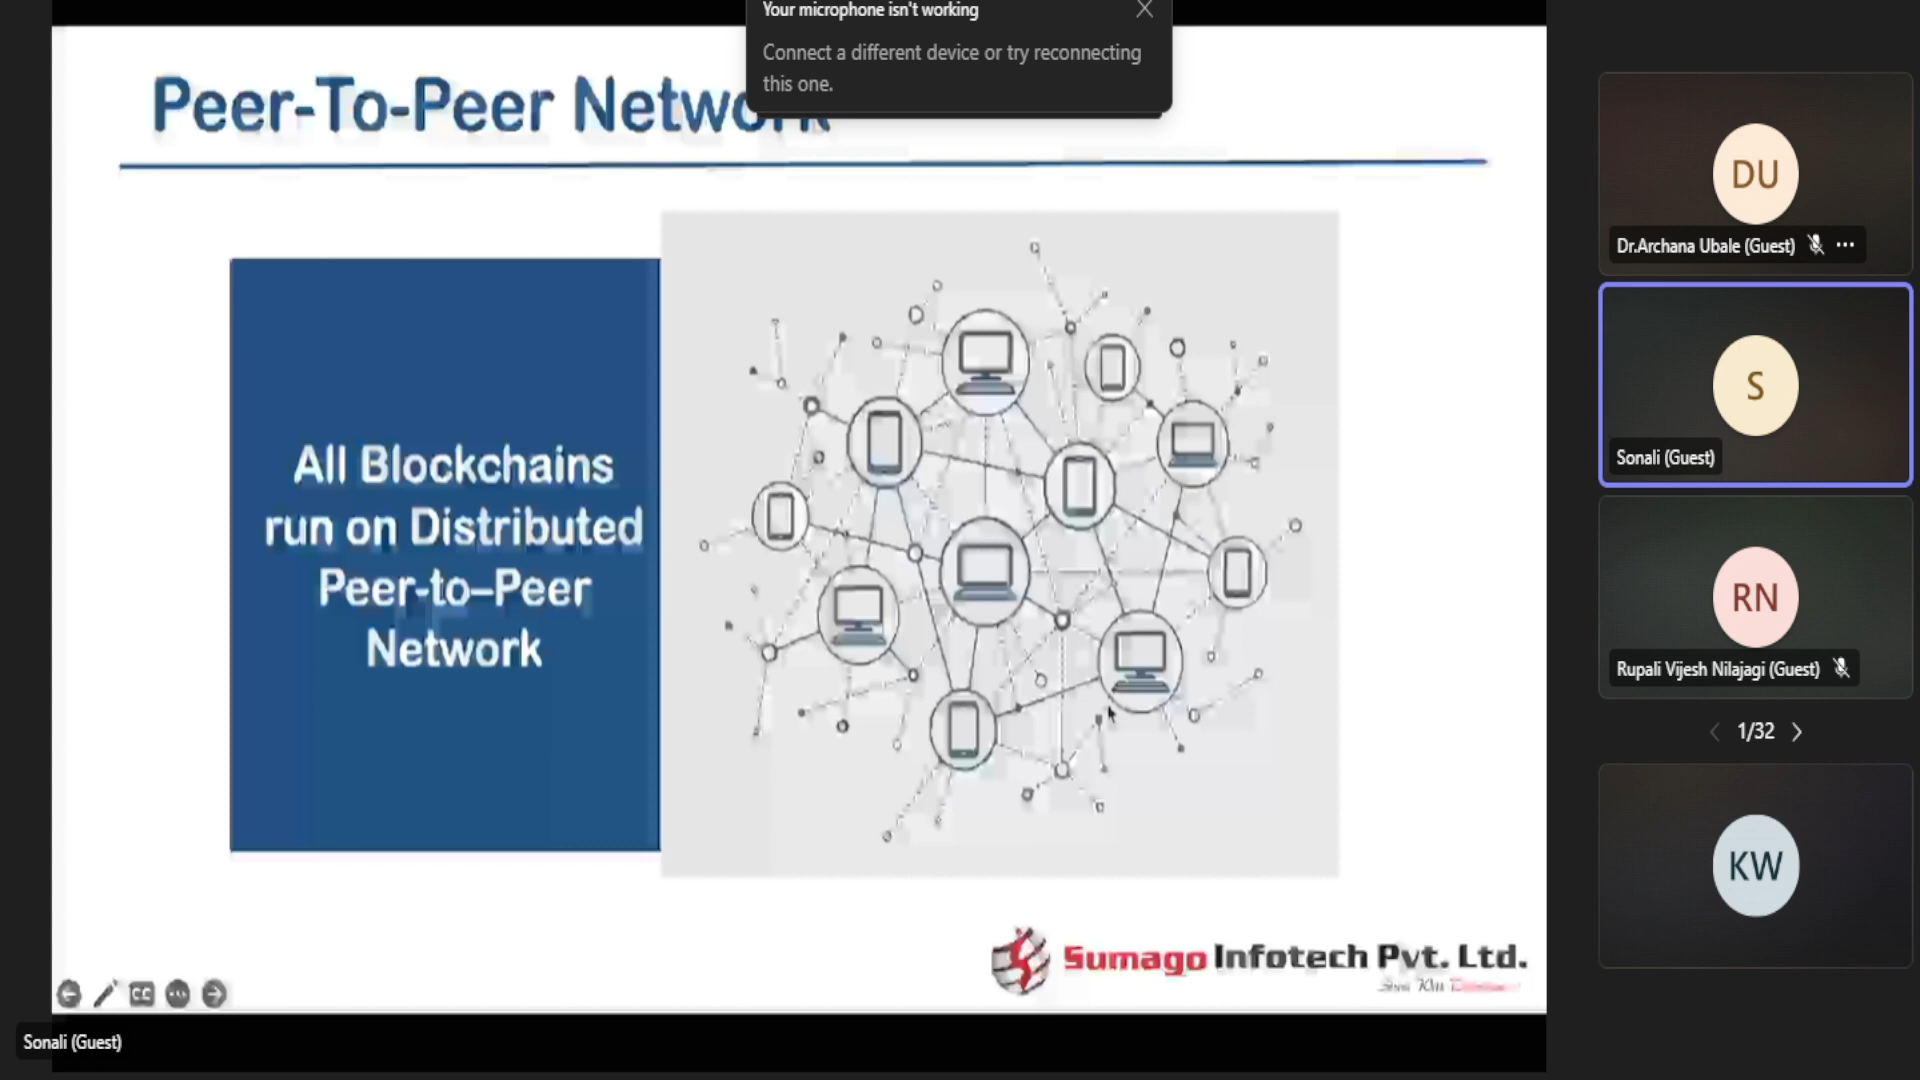 Your microphone isn't working
Connect a different device or try reconnecting
this one.
Peer-To-Peer Network
All Blockchains
run on Distributed
Peer-to–Peer
Network
Sumago Infotech Pvt. Ltd.
CC
Sonali (Guest)
DU
Dr.Archana Ubale (Guest)
S
Sonali (Guest)
RN
Rupali Vijesh Nilajagi (Guest)
1/32
KW